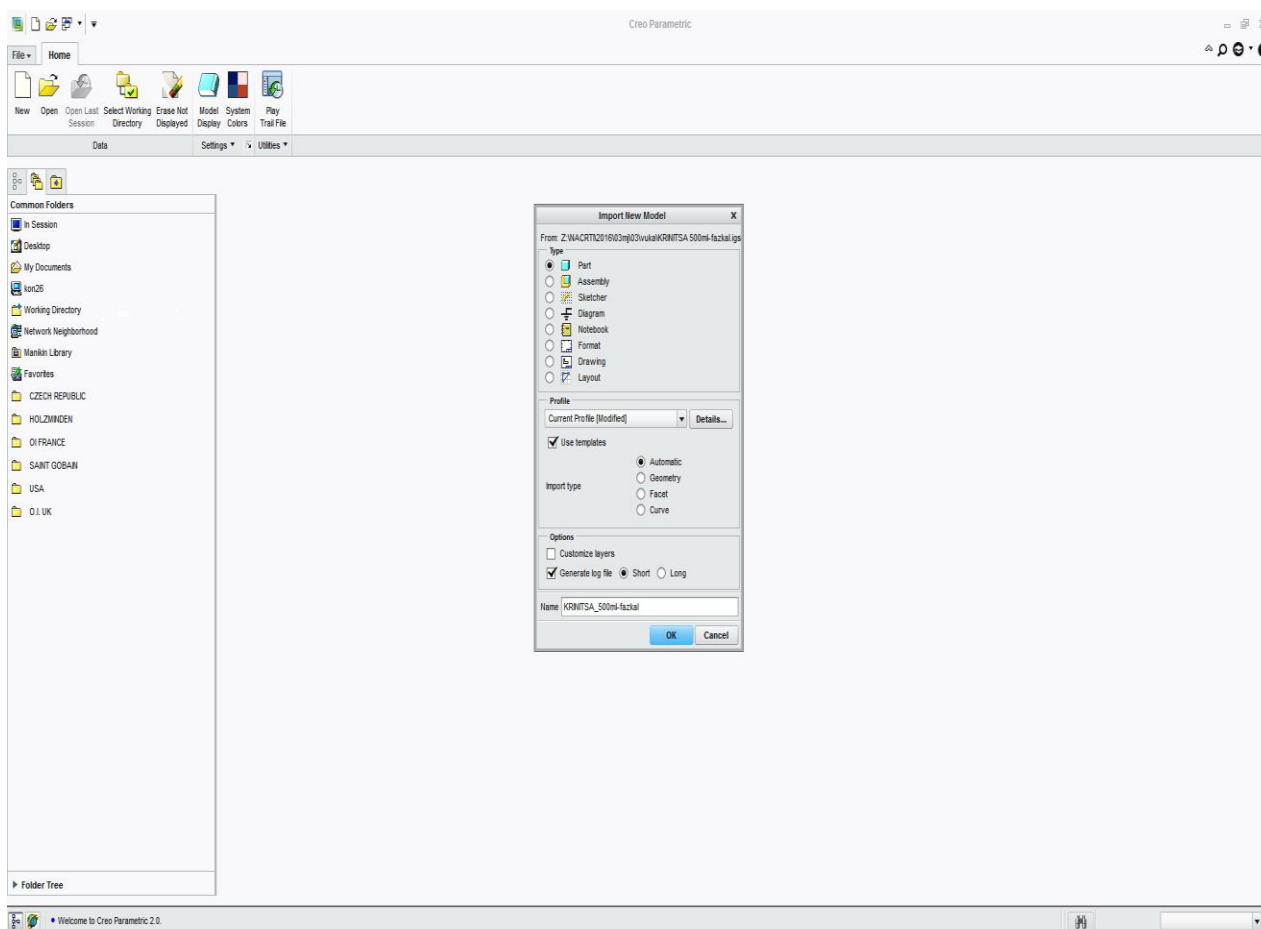 Creo Parametric
File
Home
New Open Open Last Session Select Working Directory Erase Not Displayed Model Display System Colors Play Trail File
Data Settings Utilities
Common Folders
In Session
Desktop
My Documents
kon26
Working Directory
Network Neighborhood
Manikin Library
Favorites
CZECH REPUBLIC
HOLZMINDEN
OI FRANCE
SAINT GOBAIN
USA
O.I. UK
Folder Tree
Import New Model X
From: Z:\NACRTI\2016\03mj\03\vuka\KRINITSA 500ml-fazkal.igs
Type
Part
Assembly
Sketcher
Diagram
Notebook
Format
Drawing
Layout
Profile
Current Profile [Modified] Details...
Use templates
Import type
Automatic
Geometry
Facet
Curve
Options
Customize layers
Generate log file Short Long
Name KRINITSA_500ml-fazkal
OK Cancel
Welcome to Creo Parametric 2.0.